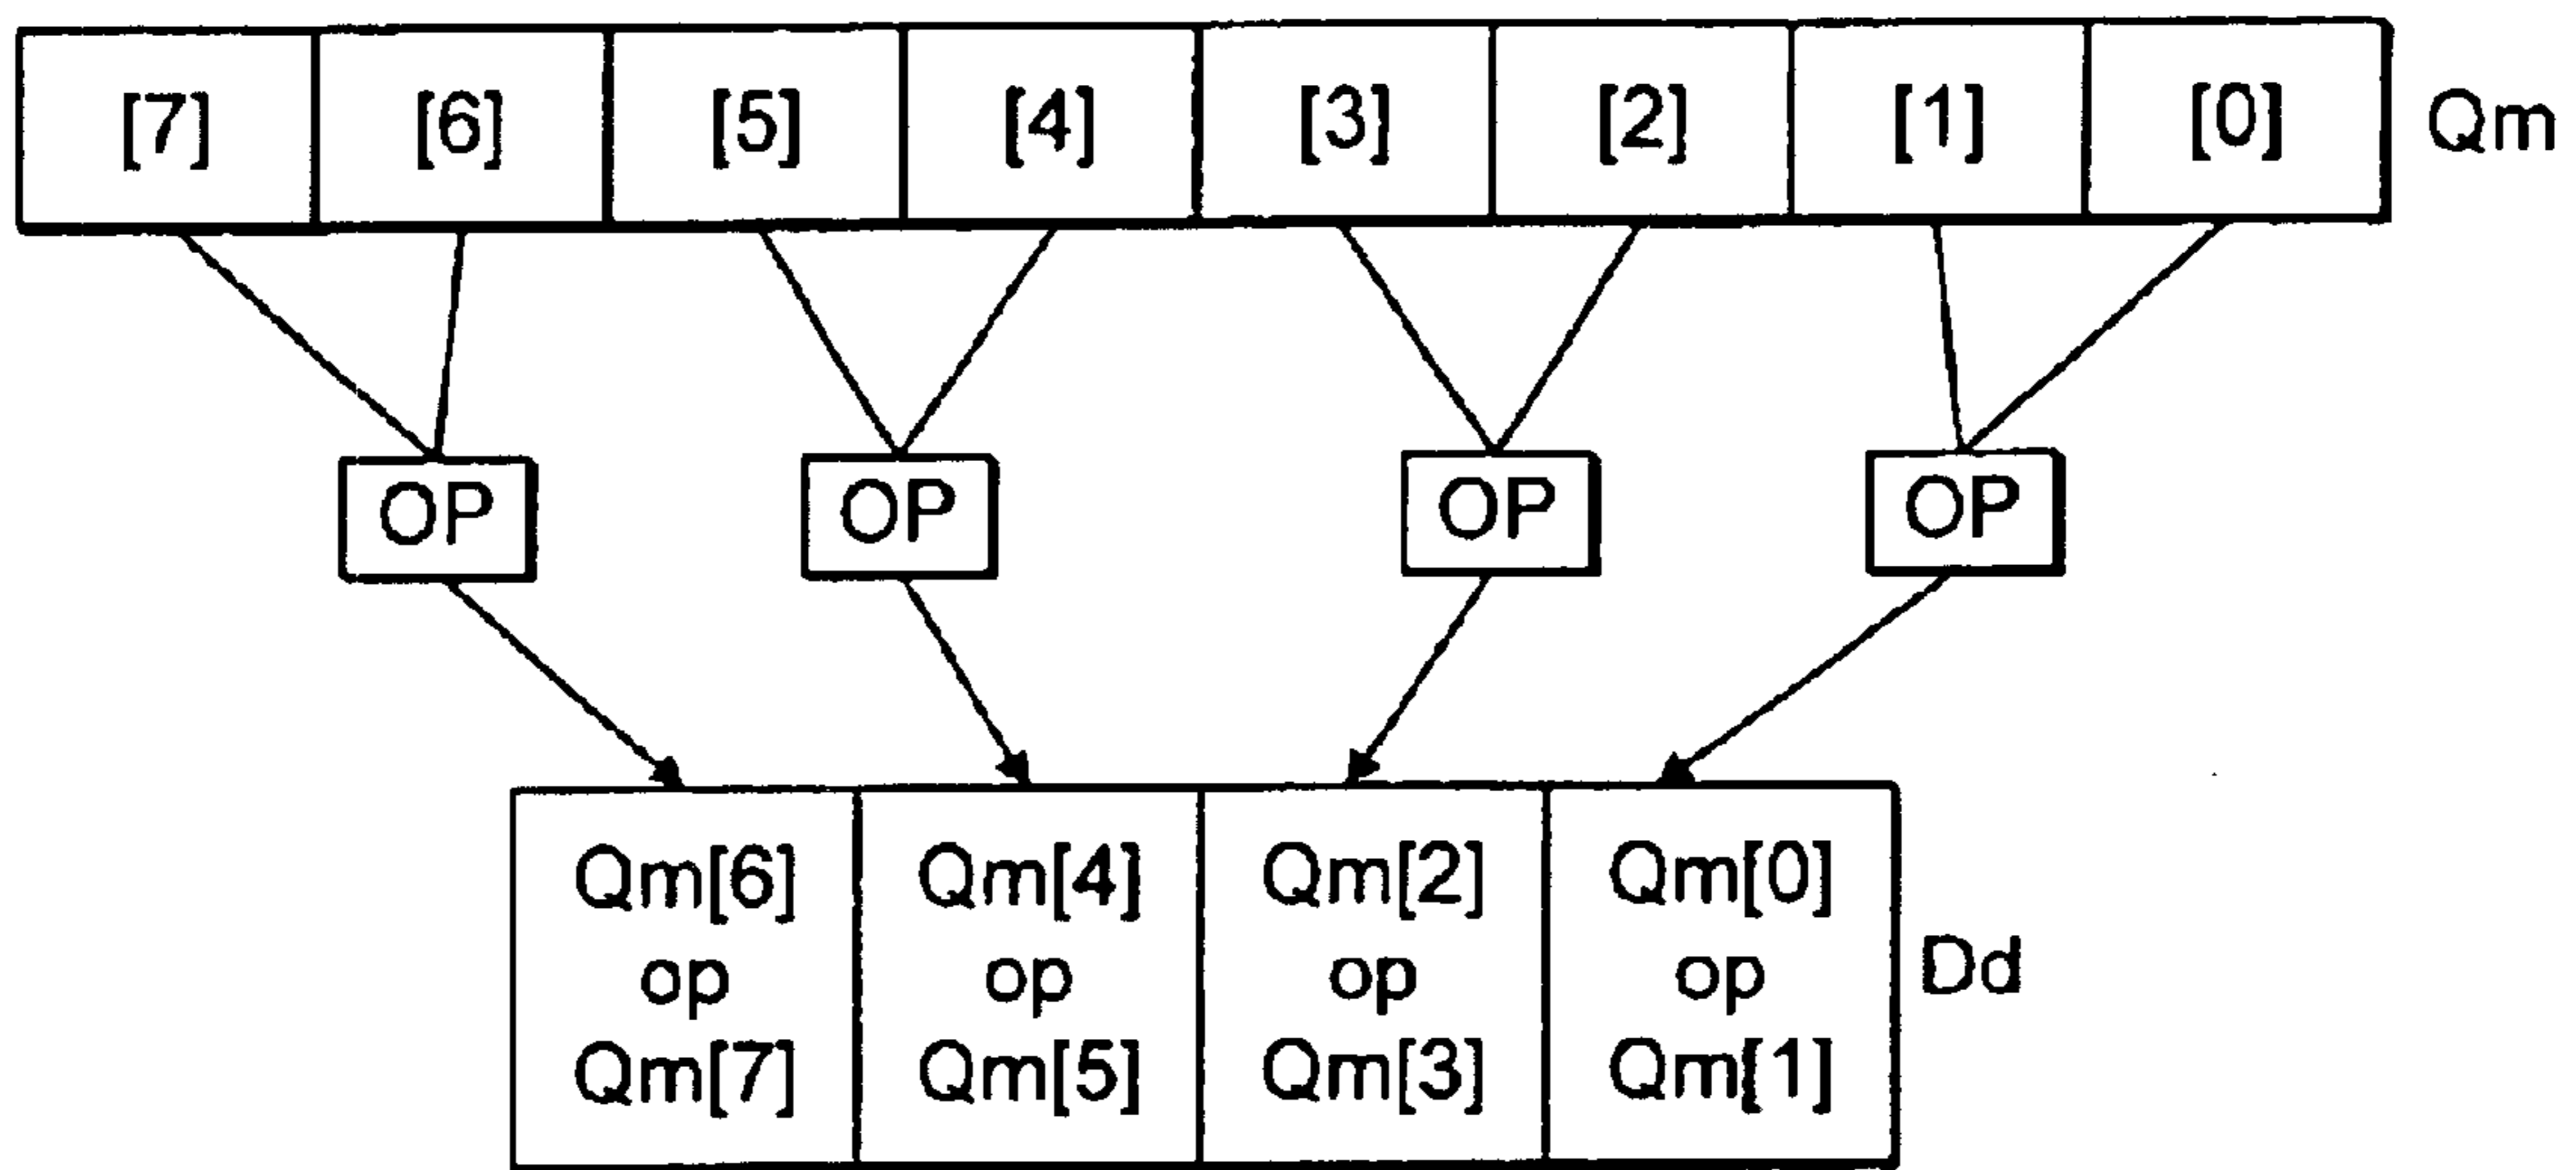 [7] [6] [5] [4] [3] [2] [1] [0] Qm
OP OP OP OP
Qm[6] Qm[4] Qm[2] Qm[0]
op op op op Dd
Qm[7] Qm[5] Qm[3] Qm[1]